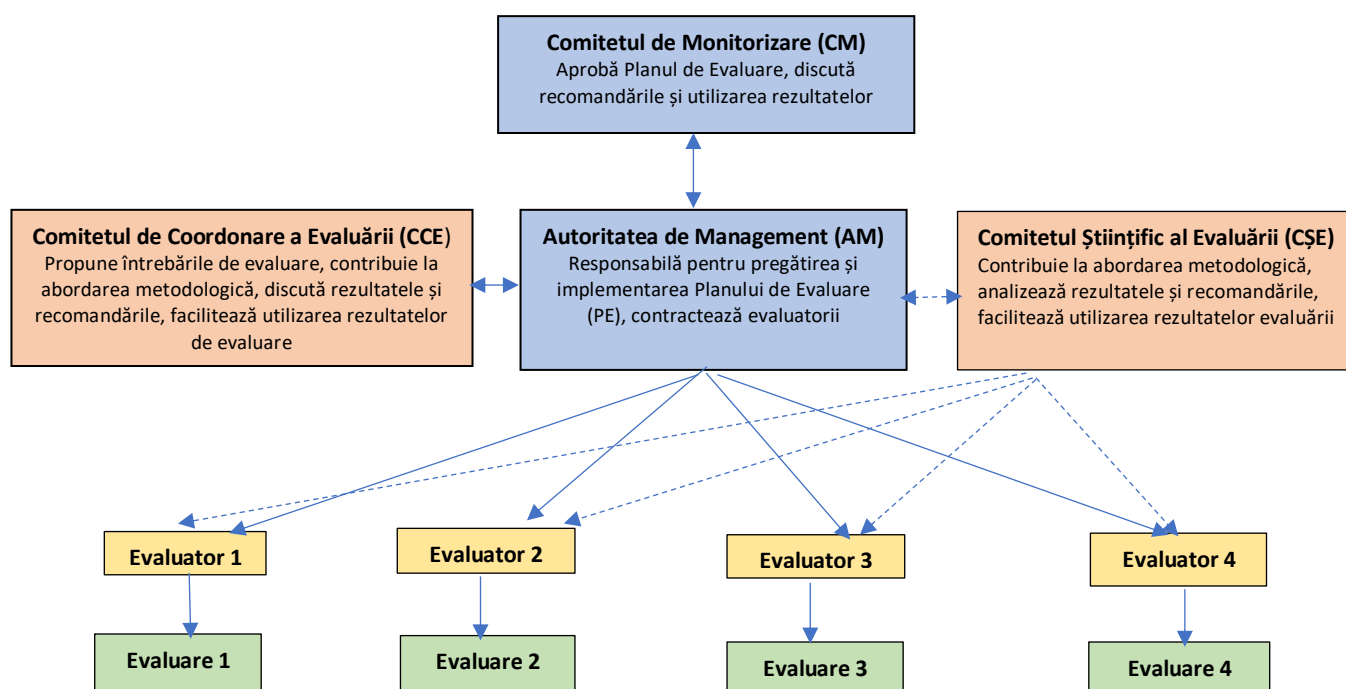 Comitetul de Monitorizare (CM)
Aprobă Planul de Evaluare, discută
recomandările și utilizarea rezultatelor
Comitetul de Coordonare a Evaluării (CCE)
Propune întrebările de evaluare, contribuie la
abordarea metodologică, discută rezultatele și
recomandările, facilitează utilizarea rezultatelor
de evaluare
Autoritatea de Management (AM)
Responsabilă pentru pregătirea și
implementarea Planului de Evaluare
(PE), contractează evaluatorii
Comitetul Științific al Evaluării (CȘE)
Contribuie la abordarea metodologică,
analizează rezultatele și recomandările,
facilitează utilizarea rezultatelor evaluării
Evaluator 1
Evaluator 2
Evaluator 3
Evaluator 4
Evaluare 1
Evaluare 2
Evaluare 3
Evaluare 4